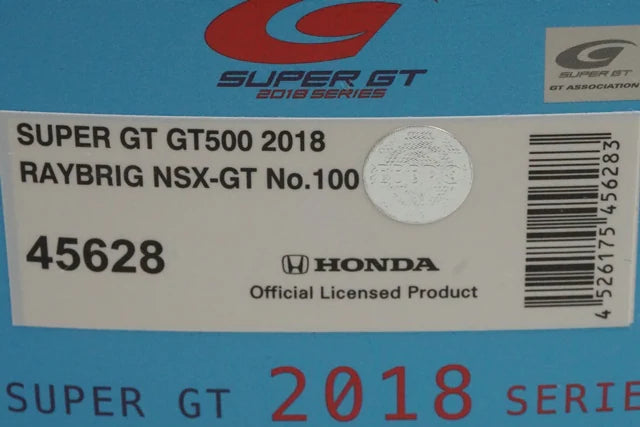 SUPER GT
2018 SERIES
SUPER GT
GT ASSOCIATION
SUPER GT GT500 2018
RAYBRIG NSX-GT No.100
45628
HONDA
Official Licensed Product
4 526175 456283
SUPER GT 2018 SERIE